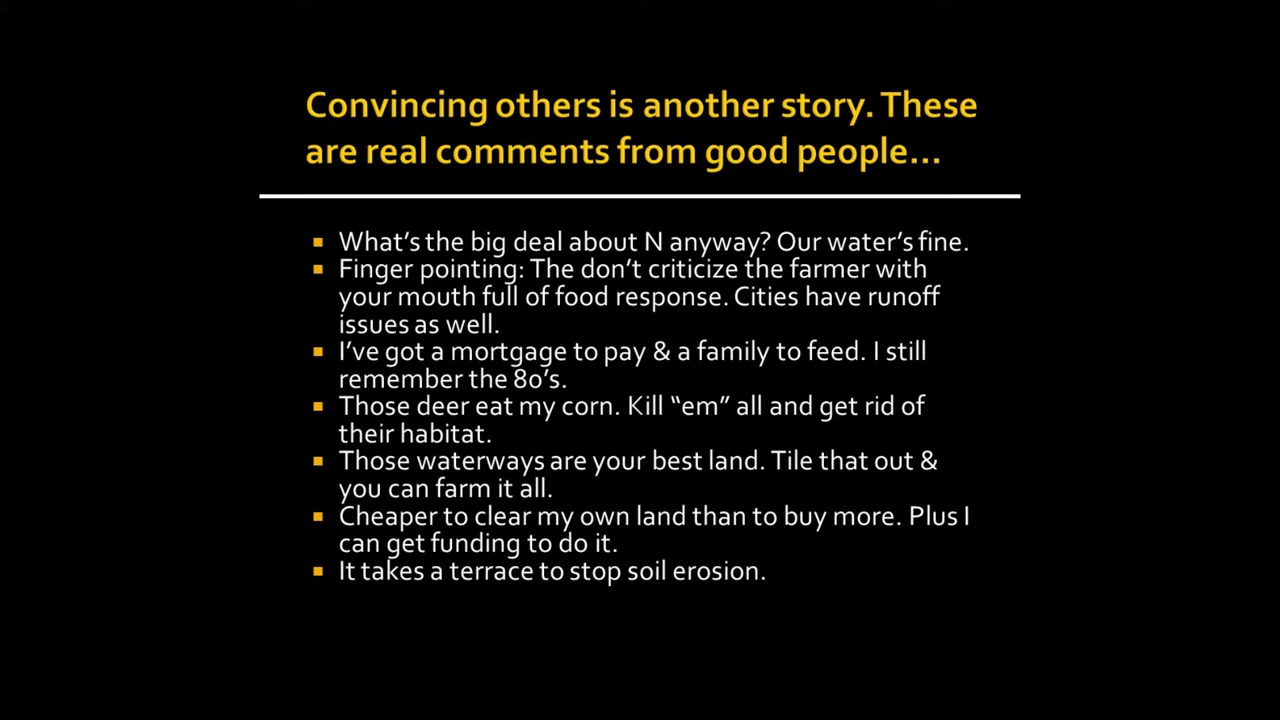 Convincing others is another story. These
are real comments from good people...
▪ What's the big deal about N anyway? Our water's fine.
▪ Finger pointing: The don't criticize the farmer with
your mouth full of food response. Cities have runoff
issues as well.
▪ I've got a mortgage to pay & a family to feed. I still
remember the 80's.
▪ Those deer eat my corn. Kill “em” all and get rid of
their habitat.
▪ Those waterways are your best land. Tile that out &
you can farm it all.
▪ Cheaper to clear my own land than to buy more. Plus I
can get funding to do it.
▪ It takes a terrace to stop soil erosion.